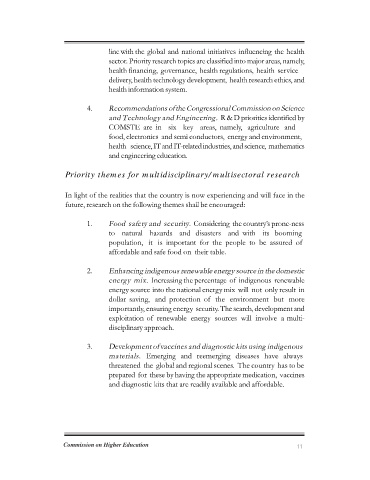 line with the global and national initiatives influencing the health
sector. Priority research topics are classified into major areas, namely,
health financing, governance, health regulations, health service
delivery, health technology development, health research ethics, and
health information system.
4. Recommendations of the Congressional Commission on Science
and Technology and Engineering. R & D priorities identified by
COMSTE are in six key areas, namely, agriculture and
food, electronics and semi conductors, energy and environment,
health science, IT and IT-related industries, and science, mathematics
and engineering education.
Priority themes for multidisciplinary/multisectoral research
In light of the realities that the country is now experiencing and will face in the
future, research on the following themes shall be encouraged:
1. Food safety and security. Considering the country's prone-ness
to natural hazards and disasters and with its booming
population, it is important for the people to be assured of
affordable and safe food on their table.
2. Enhancing indigenous renewable energy source in the domestic
energy mix. Increasing the percentage of indigenous renewable
energy source into the national energy mix will not only result in
dollar saving, and protection of the environment but more
importantly, ensuring energy security. The search, development and
exploitation of renewable energy sources will involve a multi-
disciplinary approach.
3. Development of vaccines and diagnostic kits using indigenous
materials. Emerging and reemerging diseases have always
threatened the global and regional scenes. The country has to be
prepared for these by having the appropriate medication, vaccines
and diagnostic kits that are readily available and affordable.
Commission on Higher Education 11